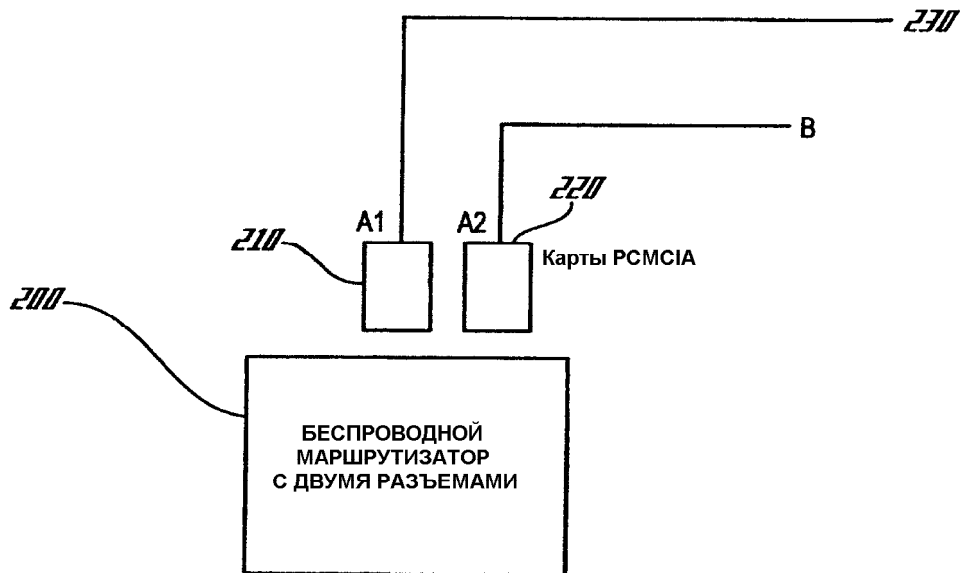 230
B
220
A1
A2
210
Карты PCMCIA
200
БЕСПРОВОДНОЙ
МАРШРУТИЗАТОР
С ДВУМЯ РАЗЪЕМАМИ